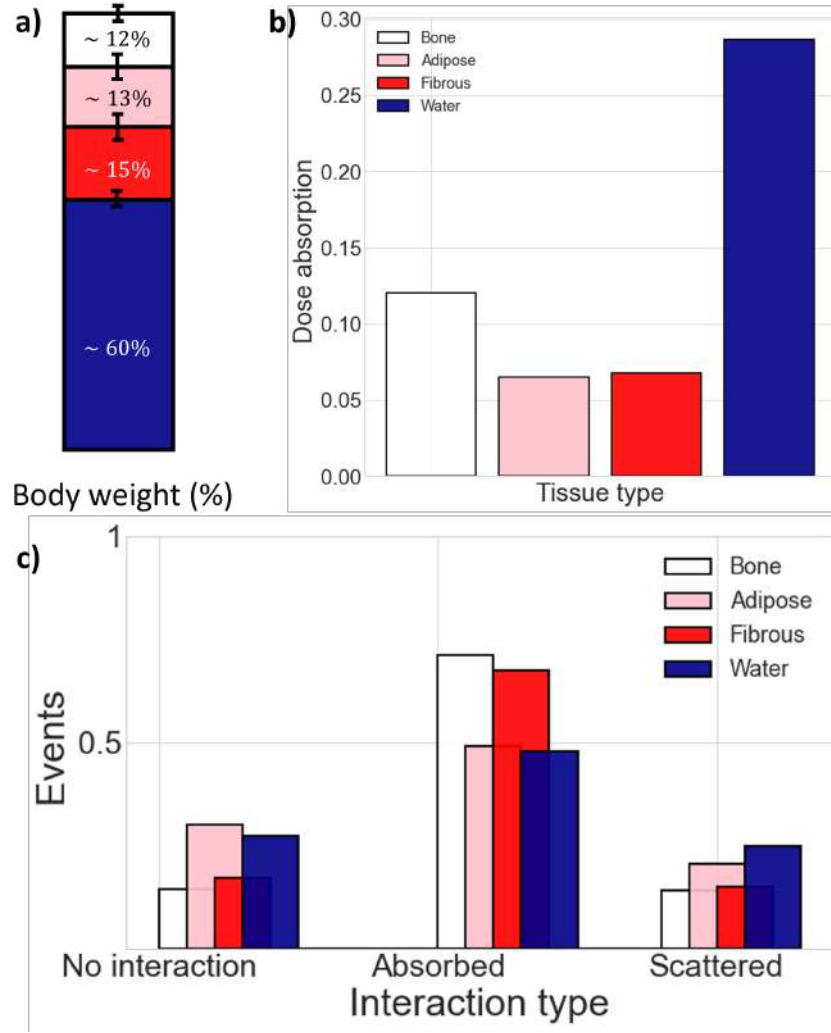 a)
~ 12%
~ 13%
~ 15%
~ 60%
Body weight (%)
b)
0.30
0.25
0.20
0.15
0.10
0.05
0.00
Dose absorption
Bone
Adipose
Fibrous
Water
Tissue type
c)
1
0.5
Events
Bone
Adipose
Fibrous
Water
No interaction
Absorbed
Scattered
Interaction type